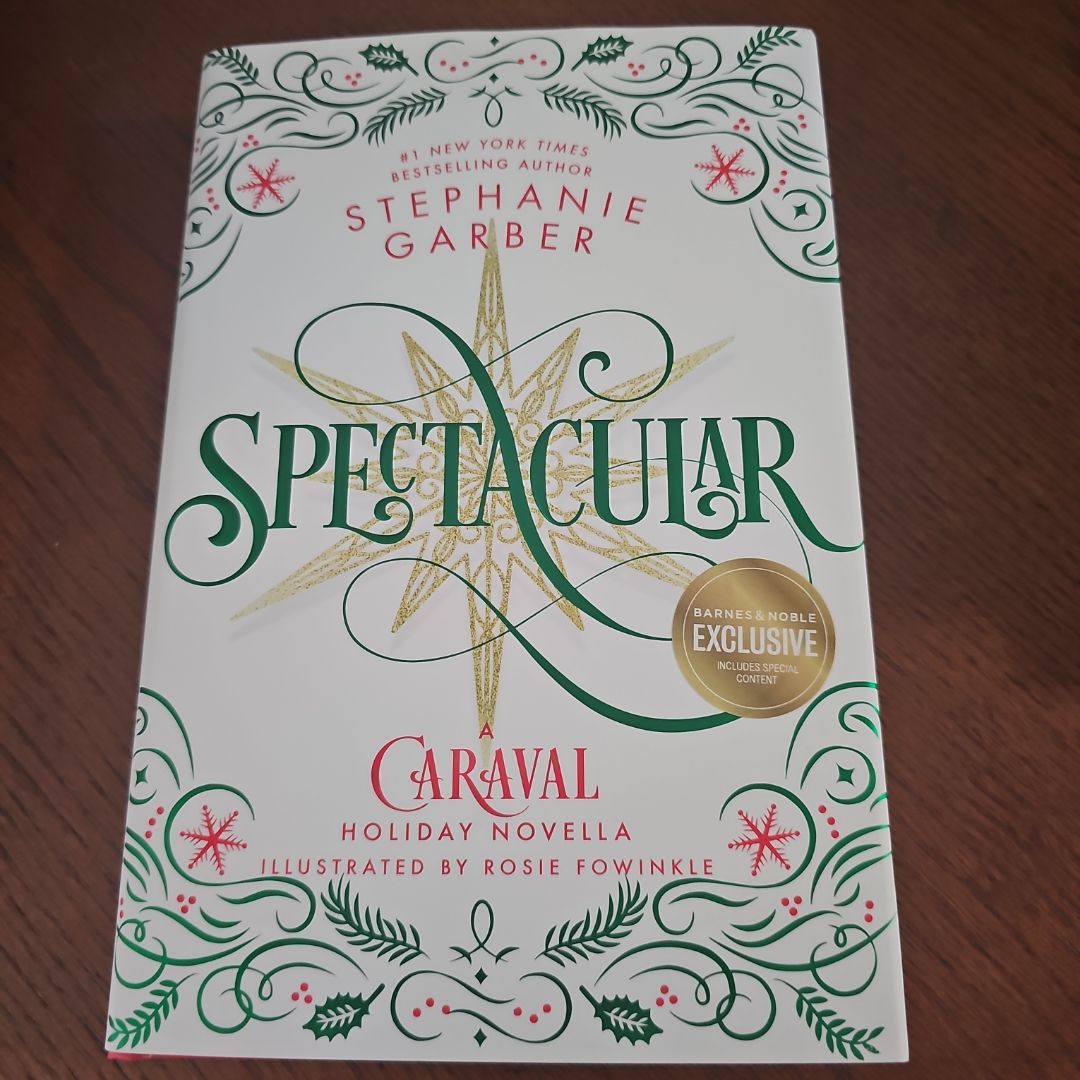 #1 NEW YORK TIMES
BESTSELLING AUTHOR
STEPHANIE
GARBER
SPECTACULAR
BARNES & NOBLE
EXCLUSIVE
INCLUDES SPECIAL
CONTENT
A
CARAVAL
HOLIDAY NOVELLA
ILLUSTRATED BY ROSIE FOWINKLE